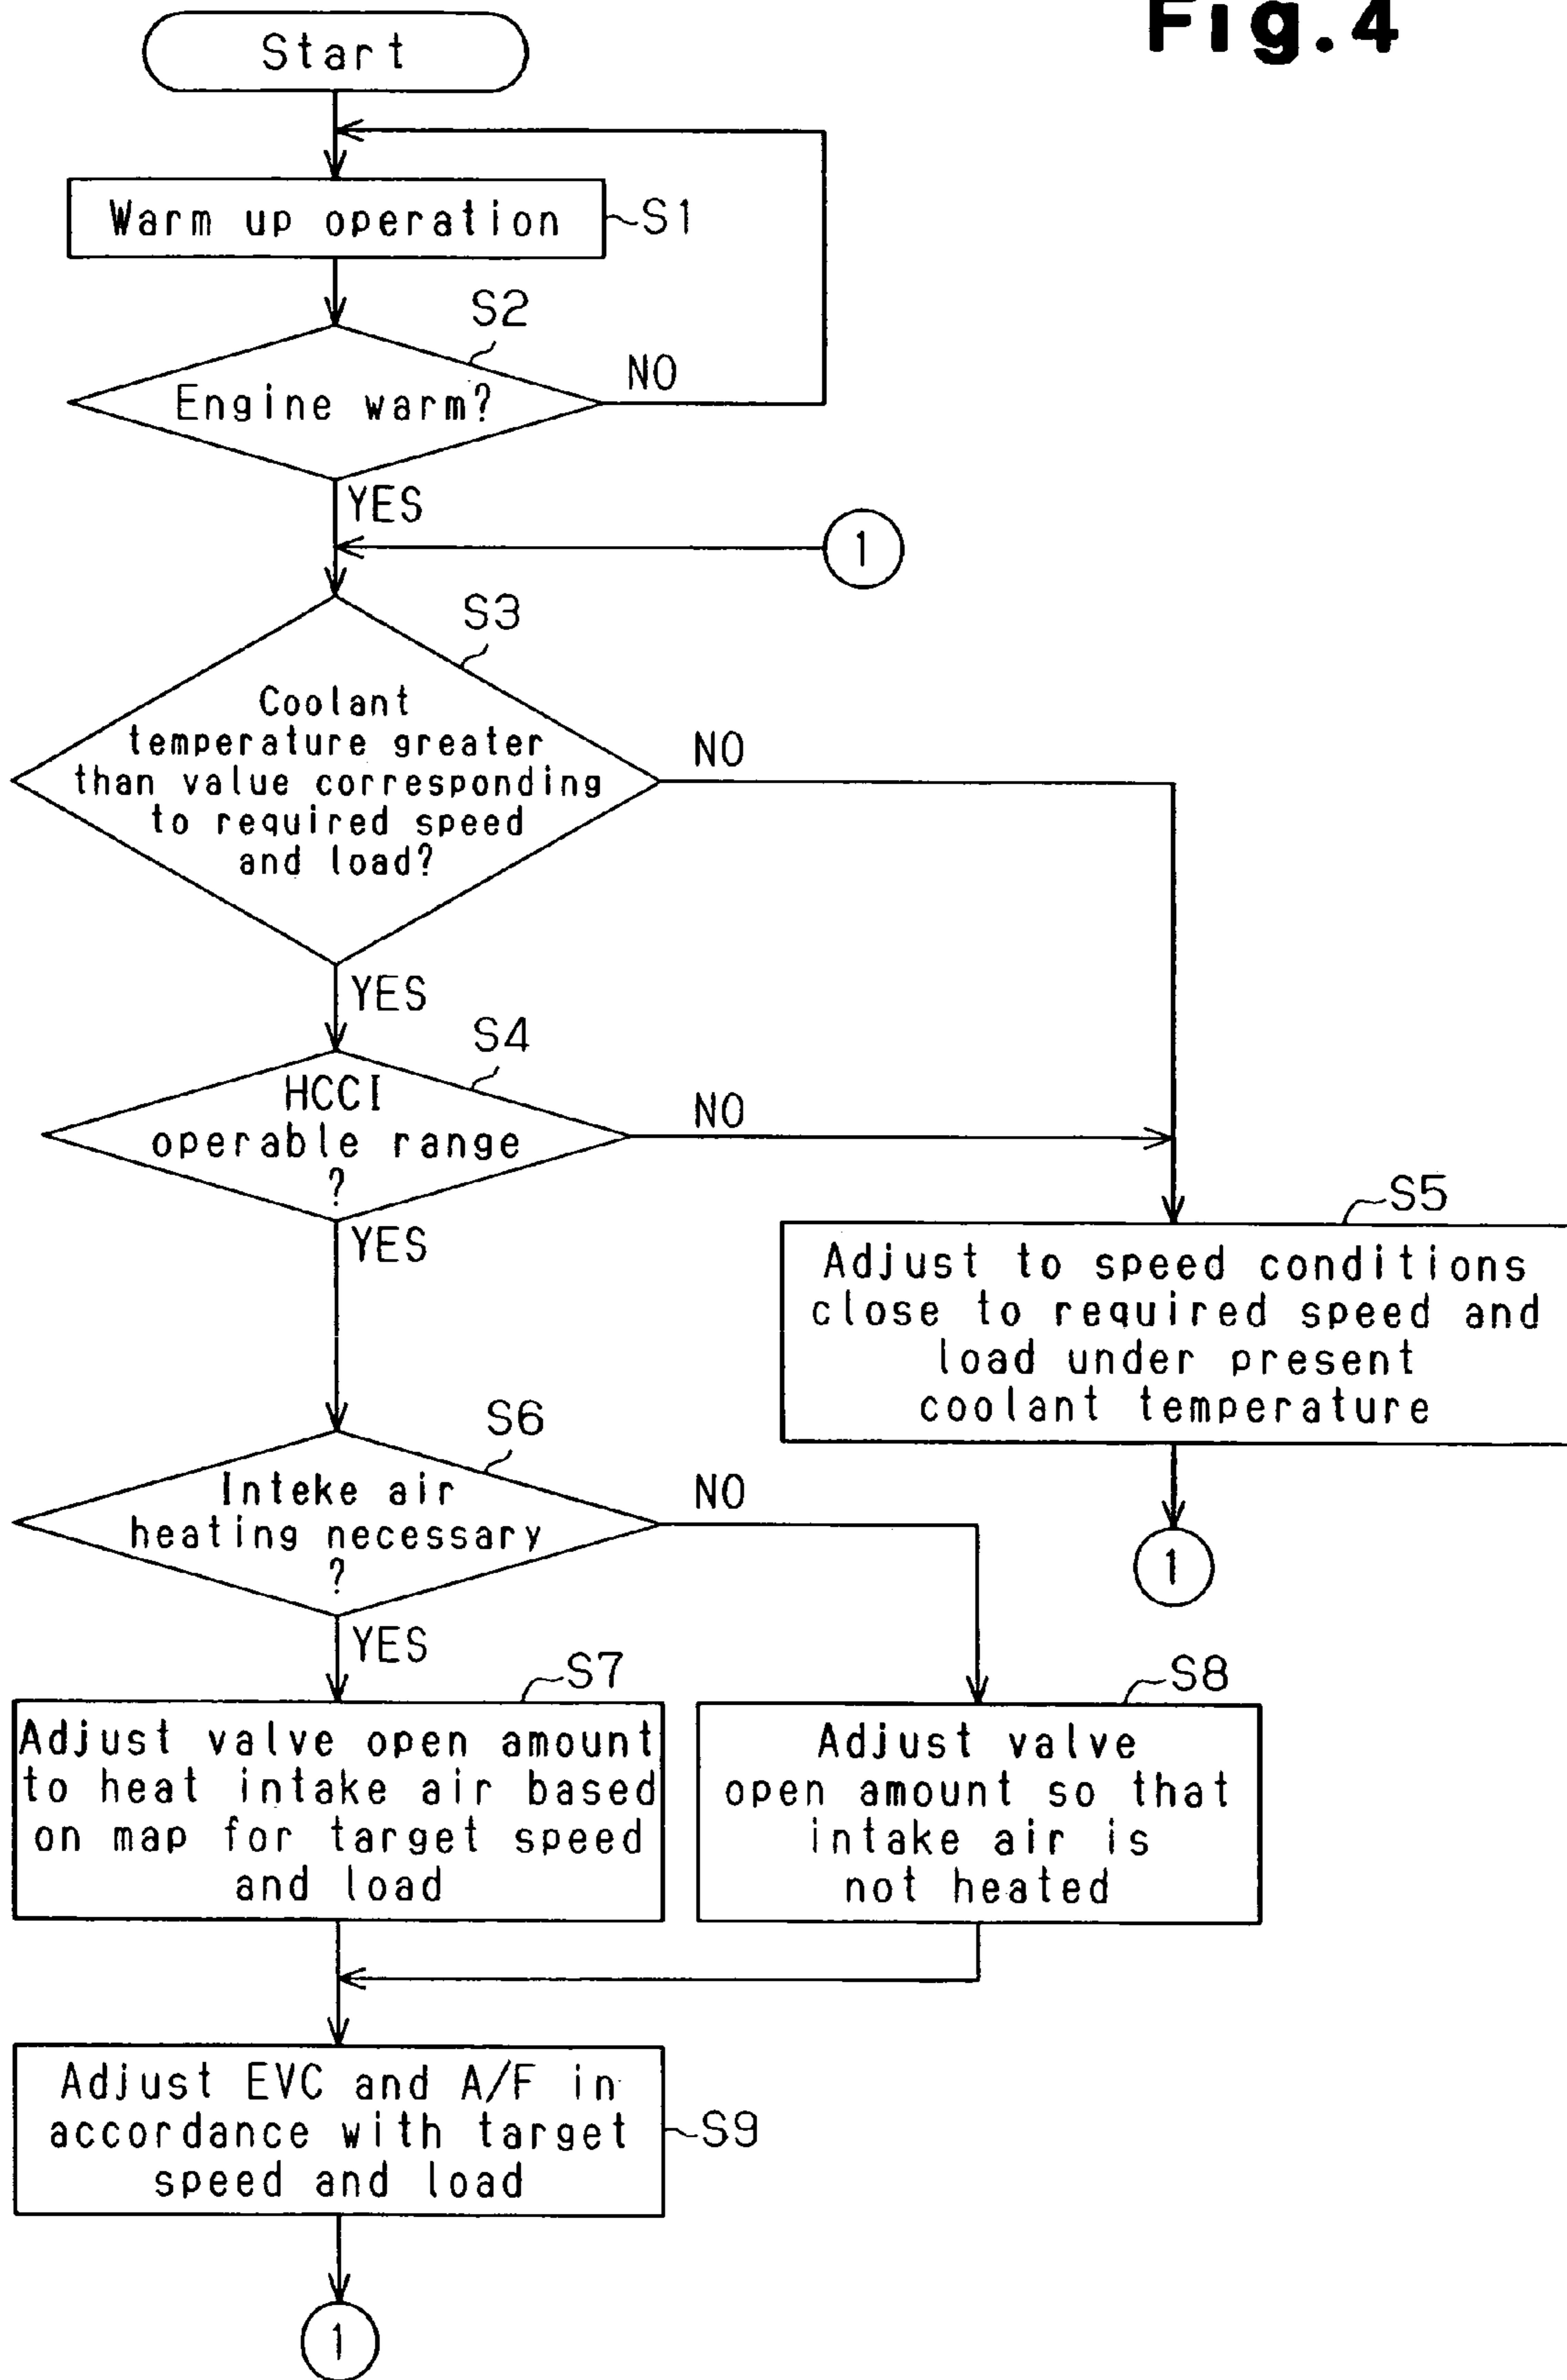 Fig.4
Start
Warm up operation
S1
S2
Engine warm?
NO
YES
1
S3
Coolant
temperature greater
than value corresponding
to required speed
and load?
NO
YES
S4
HCCI
operable range
?
NO
YES
S5
Adjust to speed conditions
close to required speed and
load under present
coolant temperature
1
S6
Inteke air
heating necessary
?
NO
YES
S7
Adjust valve open amount
to heat intake air based
on map for target speed
and load
S8
Adjust valve
open amount so that
intake air is
not heated
Adjust EVC and A/F in
accordance with target
speed and load
S9
1